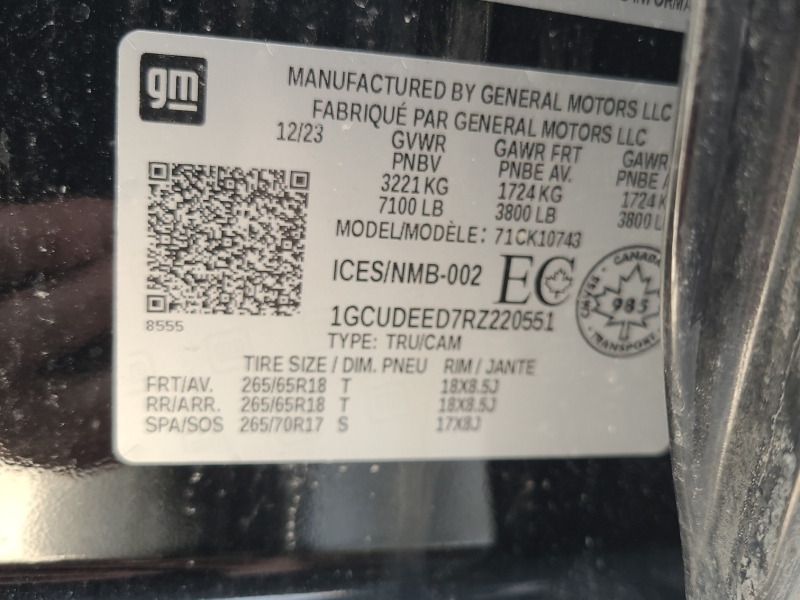 gm
MANUFACTURED BY GENERAL MOTORS LLC
FABRIQUÉ PAR GENERAL MOTORS LLC
12/23 GVWR GAWR FRT GAWR
PNBV PNBE AV. PNBE
3221 KG 1724 KG 1724 K
7100 LB 3800 LB 3800 L
MODEL/MODÈLE: 71CK10743
ICES/NMB-002 EC
CANADA
985
TRANSPORT
1GCUDEED7RZ220551
8555
TYPE: TRU/CAM
TIRE SIZE / DIM. PNEU RIM / JANTE
FRT/AV. 265/65R18 T 18X8.5J
RR/ARR. 265/65R18 T 18X8.5J
SPA/SOS 265/70R17 S 17X8J